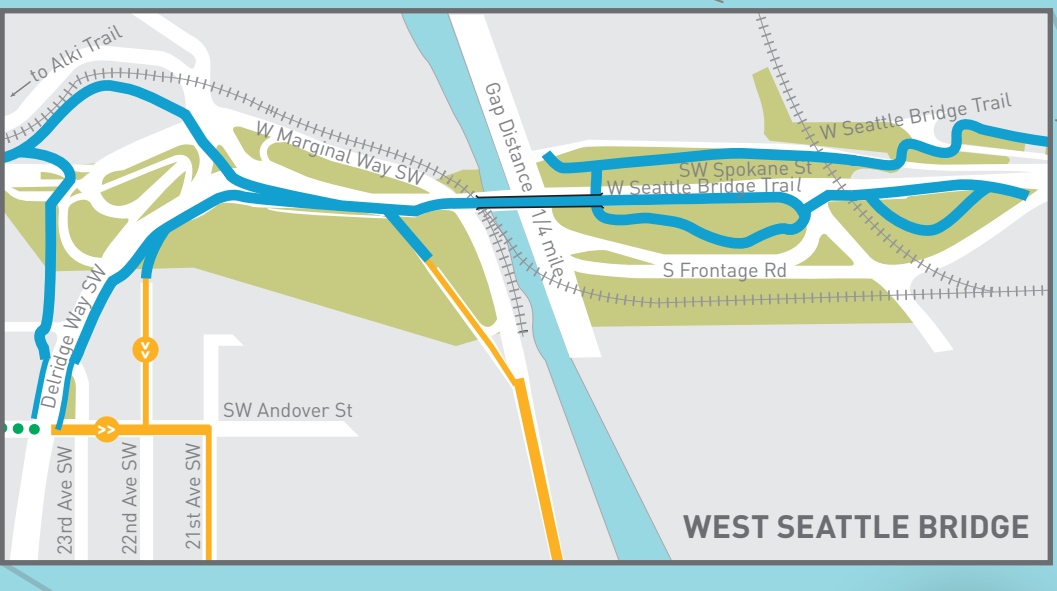 to Alki Trail
W Marginal Way SW
Gap Distance 1/4 mile
W Seattle Bridge Trail
SW Spokane St
W Seattle Bridge Trail
S Frontage Rd
Delridge Way SW
SW Andover St
23rd Ave SW
22nd Ave SW
21st Ave SW
WEST SEATTLE BRIDGE